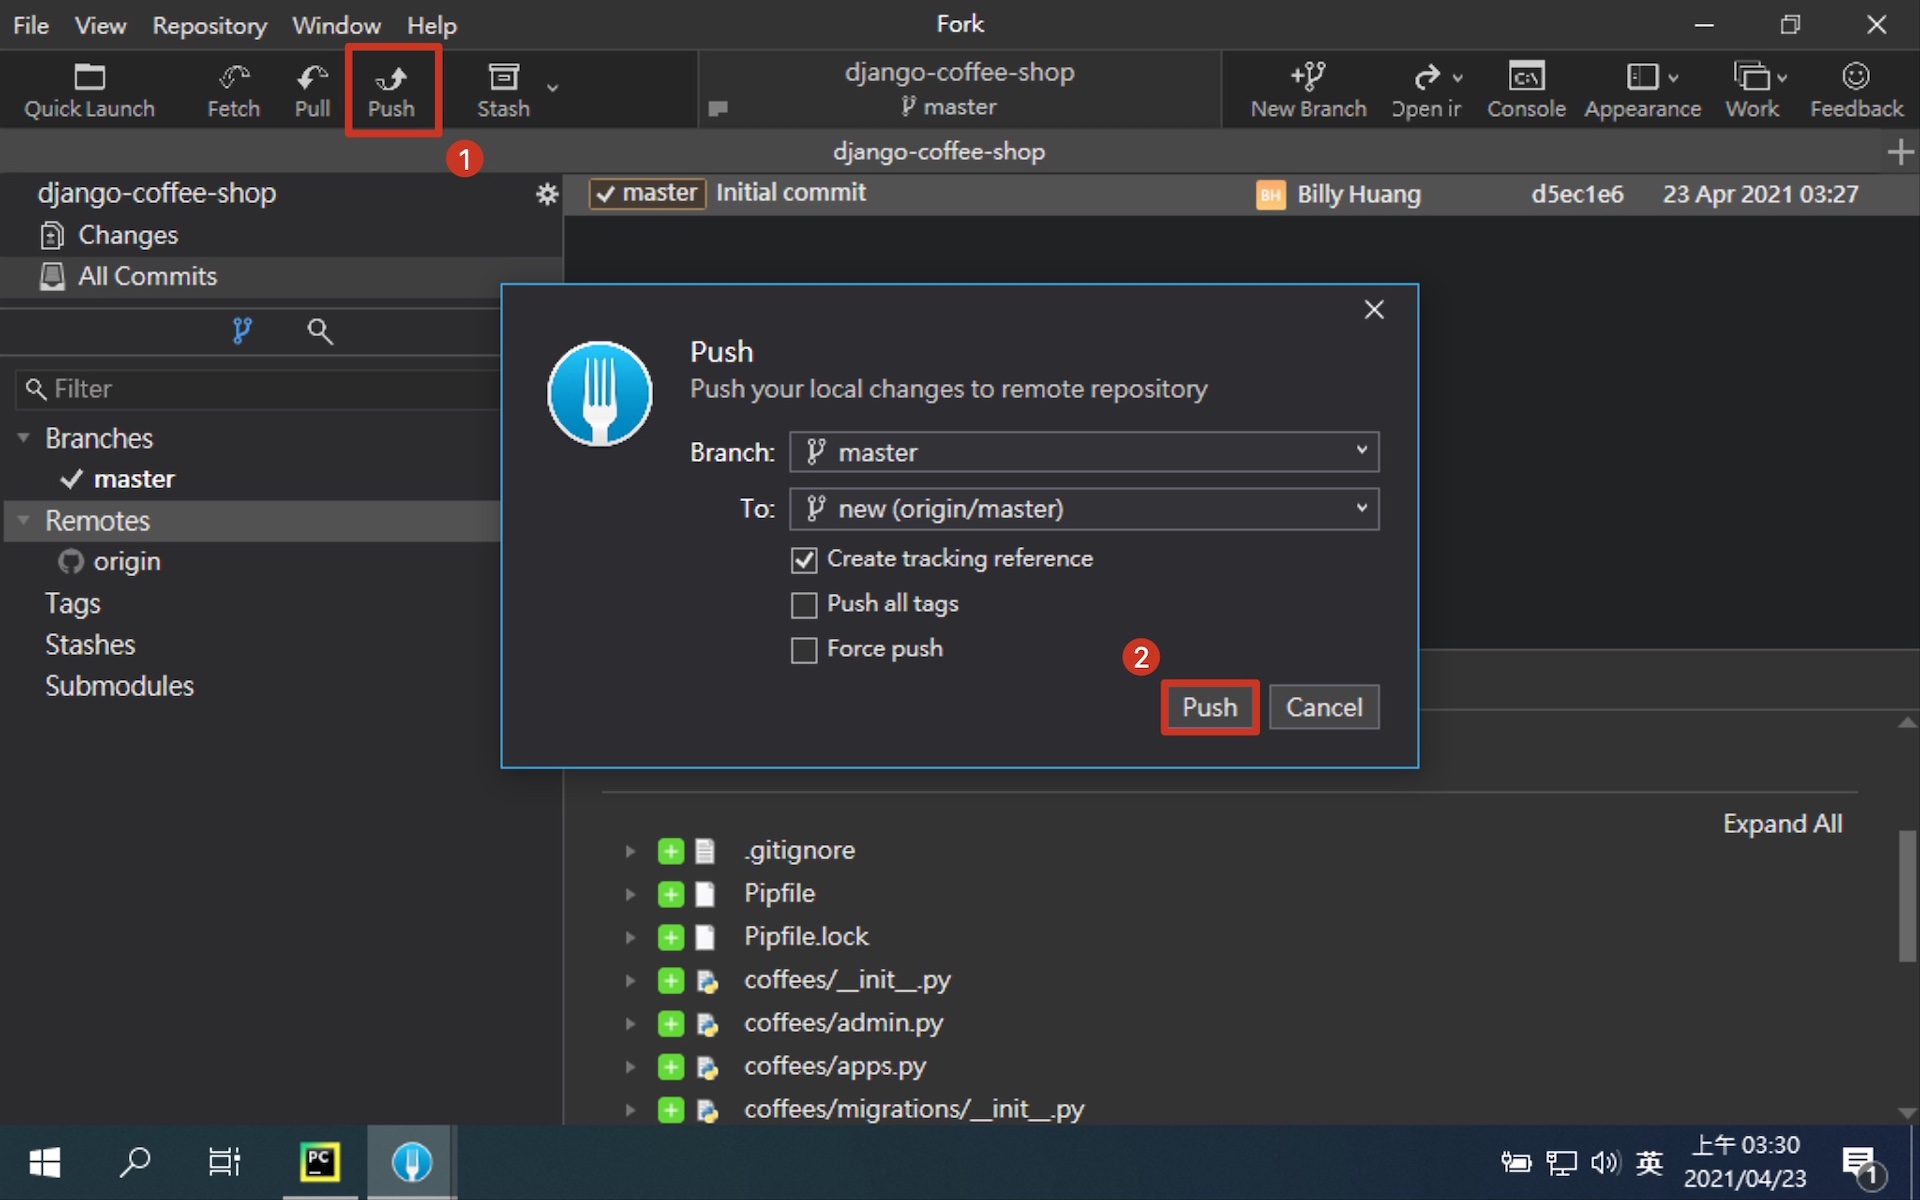 File View Repository Window Help
Fork
Quick Launch Fetch Pull Push Stash
django-coffee-shop
master
New Branch Open in Console Appearance Work Feedback
1
django-coffee-shop
django-coffee-shop
master Initial commit BH Billy Huang d5ec1e6 23 Apr 2021 03:27
Changes
All Commits
Filter
Branches
master
Remotes
origin
Tags
Stashes
Submodules
Push
Push your local changes to remote repository
Branch: master
To: new (origin/master)
Create tracking reference
Push all tags
Force push
2
Push Cancel
Expand All
.gitignore
Pipfile
Pipfile.lock
coffees/__init__.py
coffees/admin.py
coffees/apps.py
coffees/migrations/__init__.py
PC
英
上午 03:30
2021/04/23
1